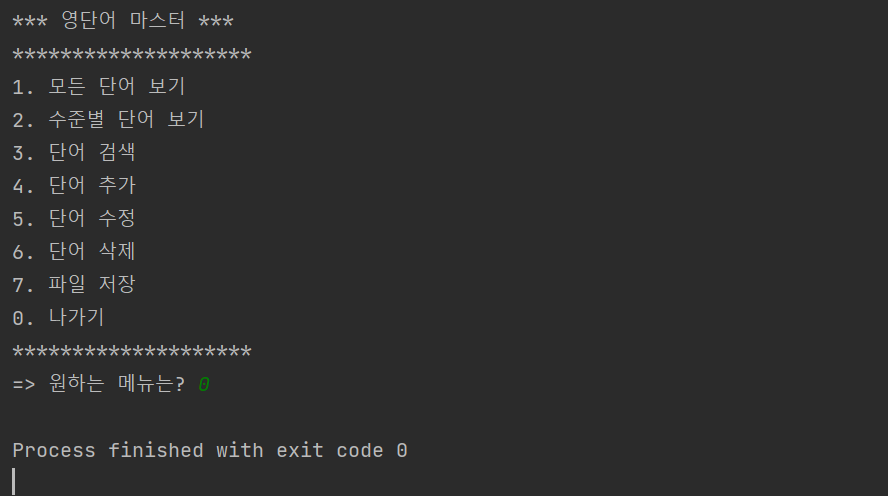 *** 영단어 마스터 ***
********************
1. 모든 단어 보기
2. 수준별 단어 보기
3. 단어 검색
4. 단어 추가
5. 단어 수정
6. 단어 삭제
7. 파일 저장
0. 나가기
********************
=> 원하는 메뉴는? 0
Process finished with exit code 0